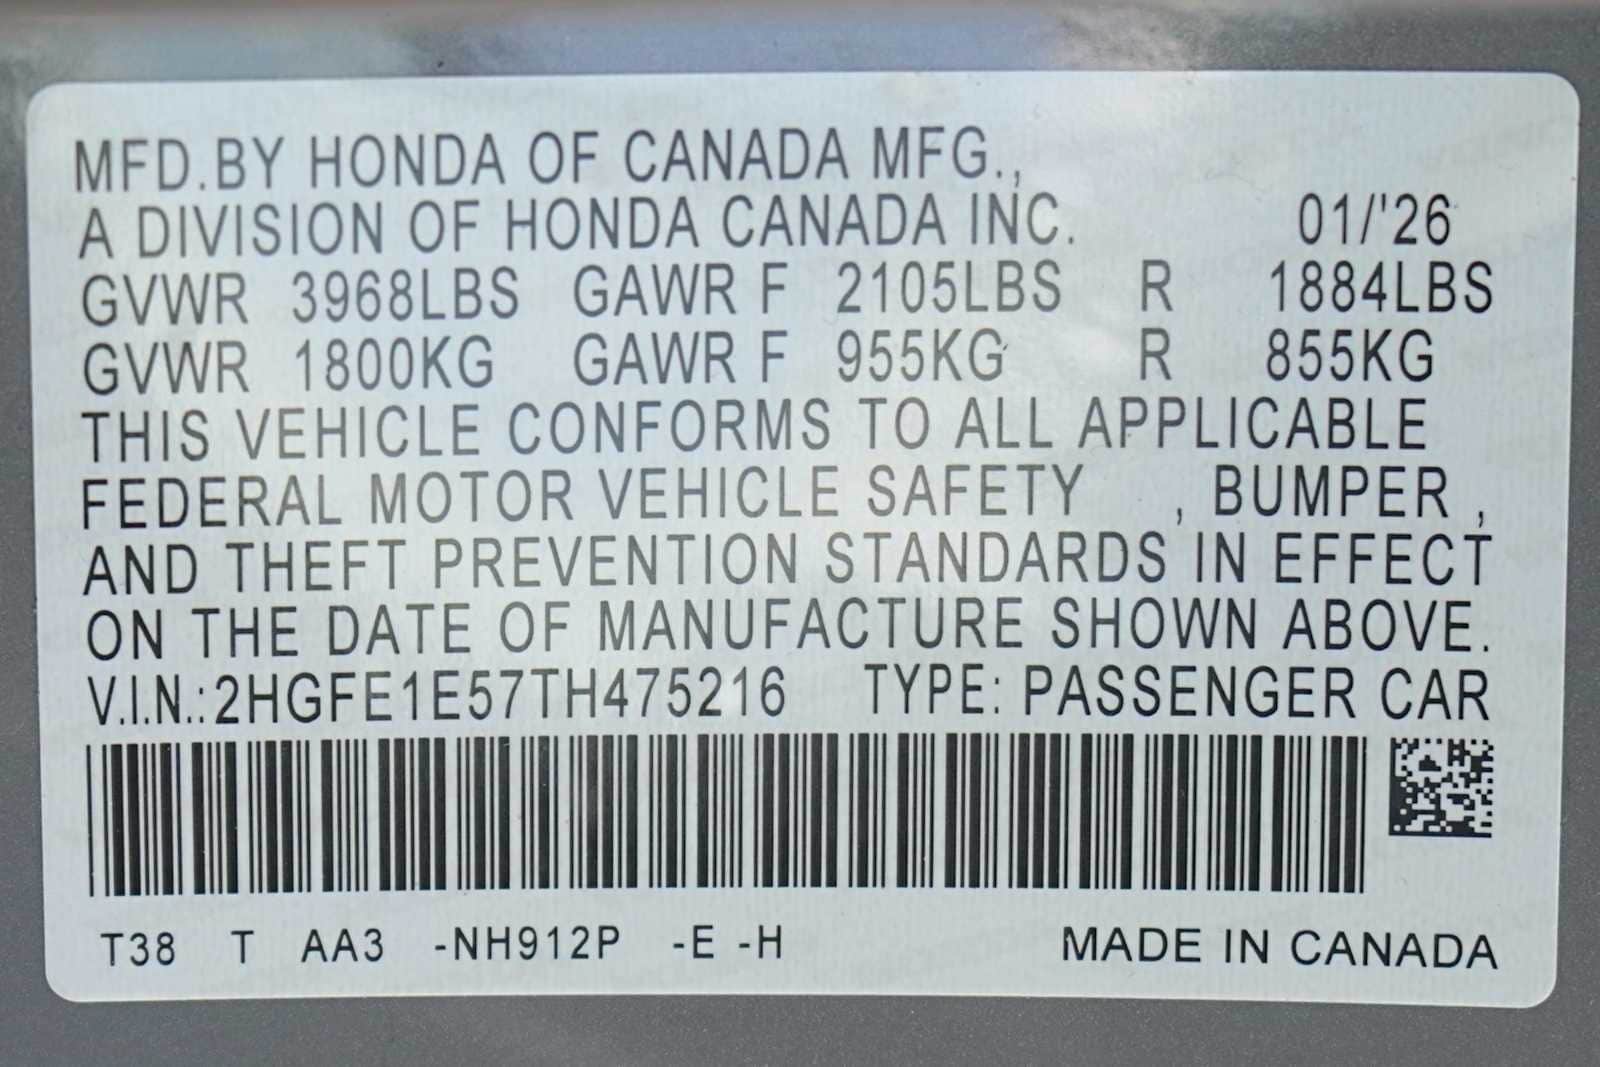 MFD.BY HONDA OF CANADA MFG.,
A DIVISION OF HONDA CANADA INC. 01/'26
GVWR 3968LBS GAWR F 2105LBS R 1884LBS
GVWR 1800KG GAWR F 955KG R 855KG
THIS VEHICLE CONFORMS TO ALL APPLICABLE
FEDERAL MOTOR VEHICLE SAFETY , BUMPER ,
AND THEFT PREVENTION STANDARDS IN EFFECT
ON THE DATE OF MANUFACTURE SHOWN ABOVE.
V.I.N.:2HGFE1E57TH475216 TYPE: PASSENGER CAR
T38 T AA3 -NH912P -E -H MADE IN CANADA